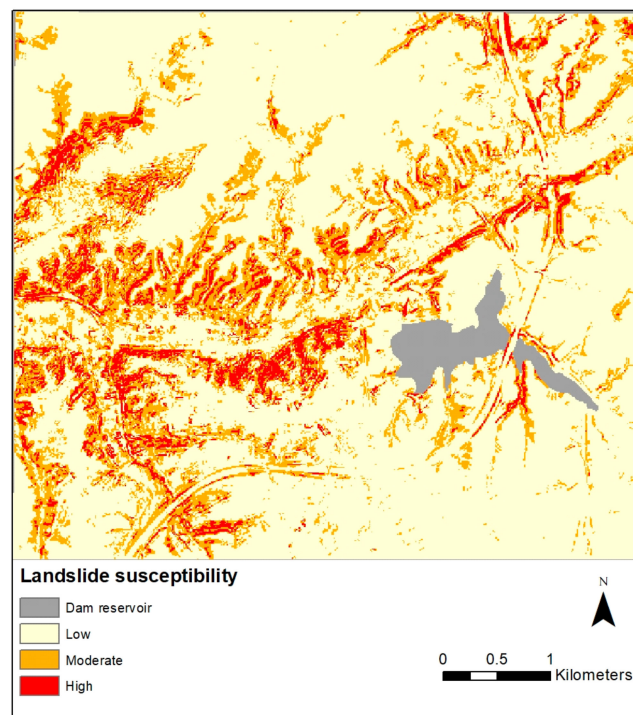 Landslide susceptibility
Dam reservoir
Low
Moderate
High
N
0 0.5 1
Kilometers